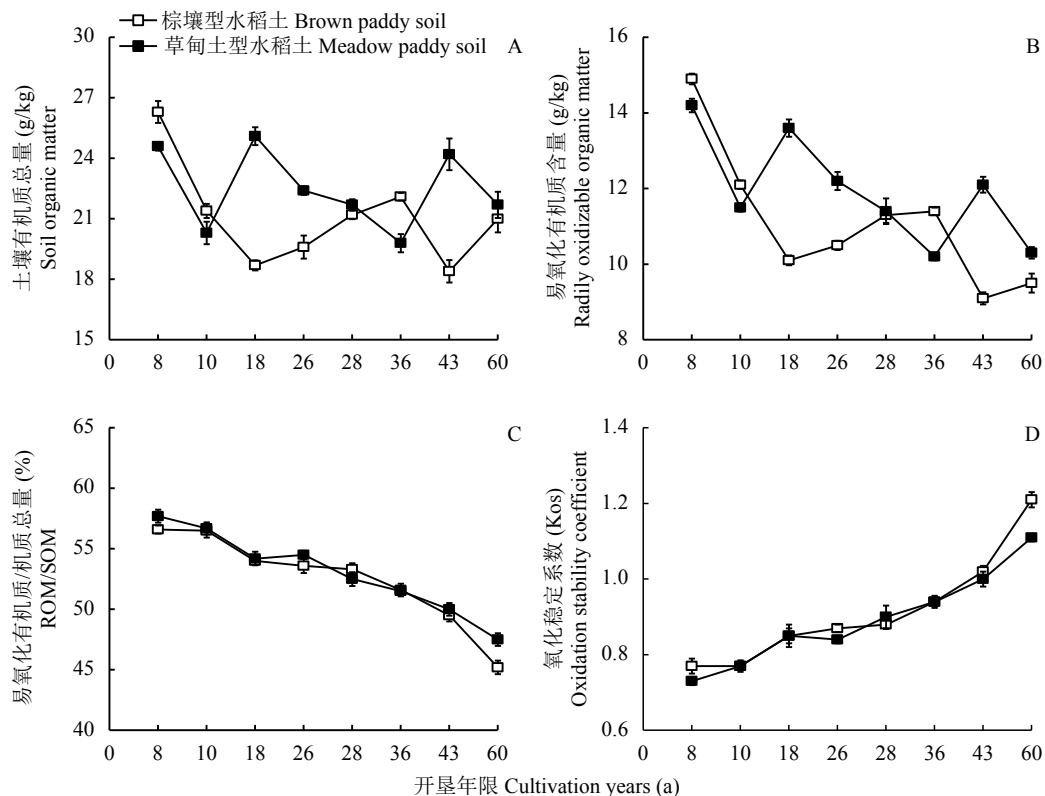 棕壤型水稻土 Brown paddy soil
草甸土型水稻土 Meadow paddy soil
A
30
27
24
21
18
15
土壤有机质总量 (g/kg)
Soil organic matter
0 8 10 18 26 28 36 43 60
B
16
14
12
10
8
易氧化有机质含量 (g/kg)
Radily oxidizable organic matter
0 8 10 18 26 28 36 43 60
C
65
60
55
50
45
40
易氧化有机质/机质总量 (%)
ROM/SOM
0 8 10 18 26 28 36 43 60
D
1.4
1.2
1.0
0.8
0.6
氧化稳定系数 (Kos)
Oxidation stability coefficient
0 8 10 18 26 28 36 43 60
开垦年限 Cultivation years (a)